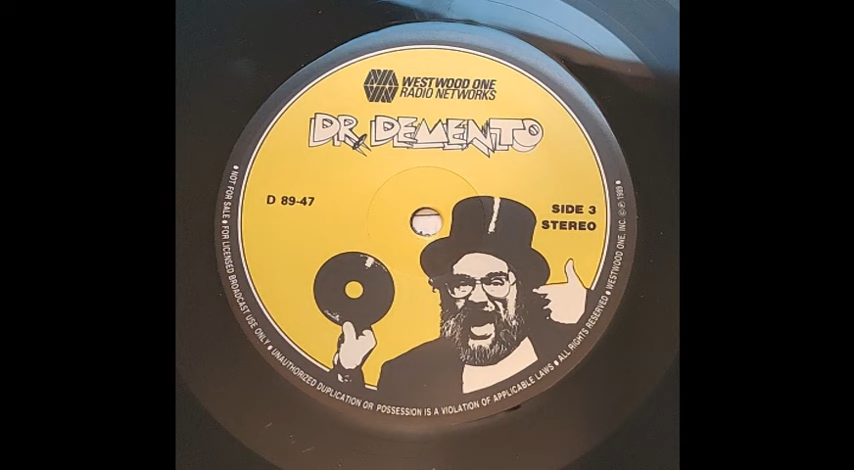 WESTWOOD ONE
RADIO NETWORKS
DR. DEMENTO
D 89-47
SIDE 3
STEREO
● NOT FOR SALE ● FOR LICENSED BROADCAST USE ONLY ● UNAUTHORIZED DUPLICATION OR POSSESSION IS A VIOLATION OF APPLICABLE LAWS ● ALL RIGHTS RESERVED ● WESTWOOD ONE, INC. © ℗ 1989 ●